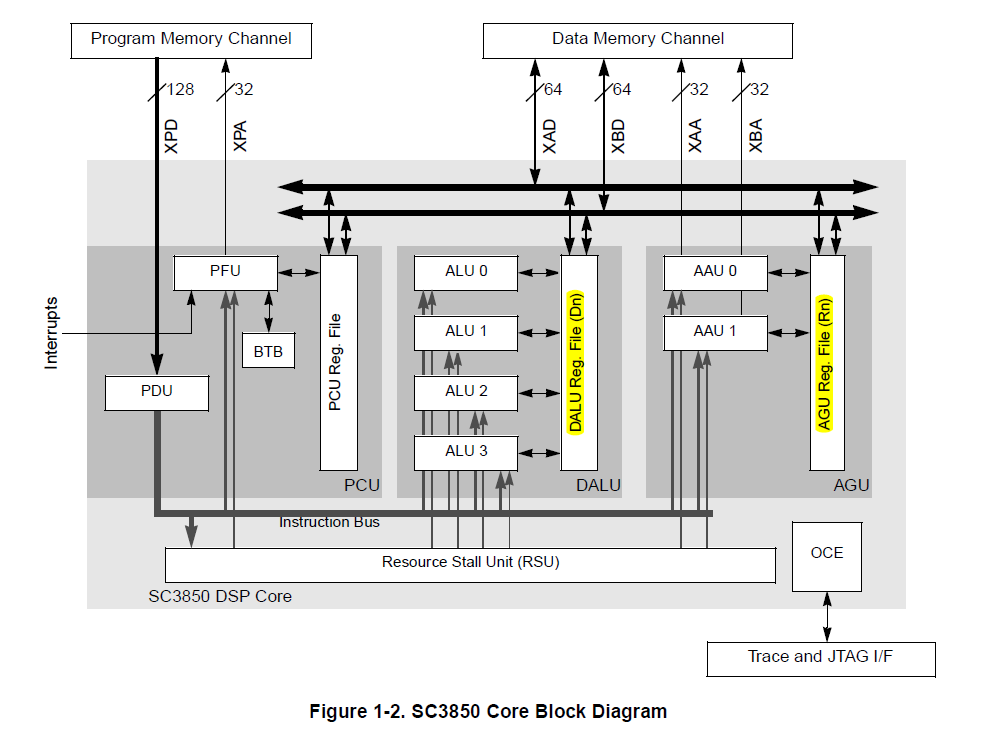 Program Memory Channel
Data Memory Channel
128
32
64
64
32
32
XPD
XPA
XAD
XBD
XAA
XBA
PFU
ALU 0
AAU 0
Interrupts
BTB
PCU Reg. File
ALU 1
DALU Reg. File (Dn)
AAU 1
AGU Reg. File (Rn)
PDU
ALU 2
ALU 3
PCU
DALU
AGU
Instruction Bus
Resource Stall Unit (RSU)
OCE
SC3850 DSP Core
Trace and JTAG I/F
Figure 1-2. SC3850 Core Block Diagram